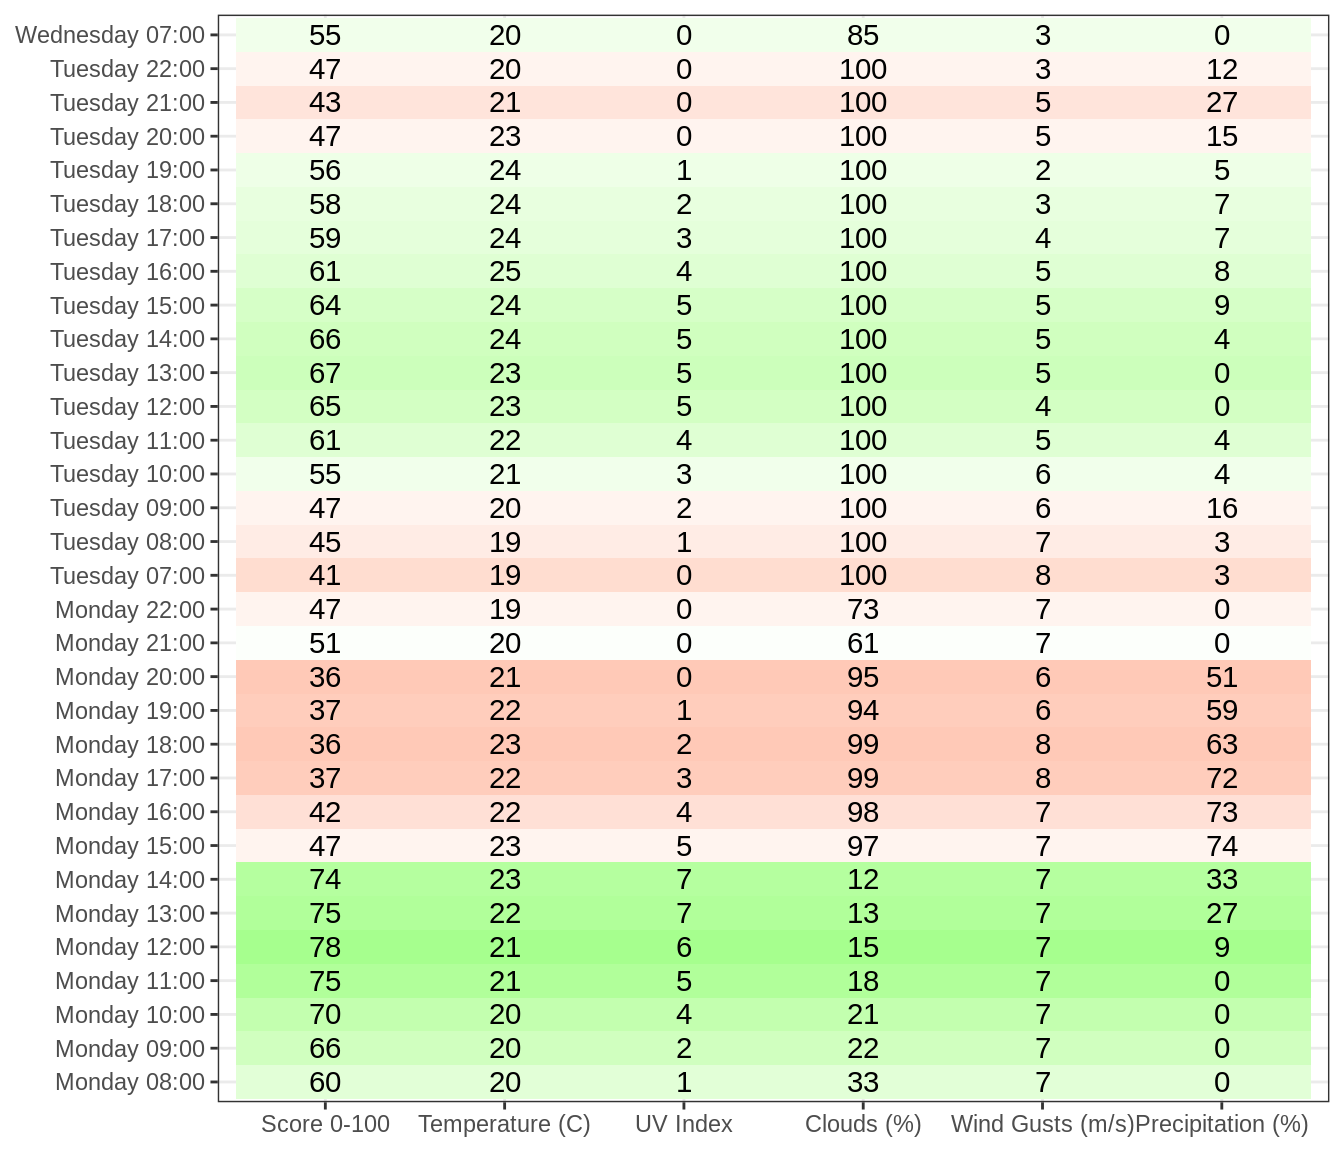 Wednesday 07:00 55 20 0 85 3 0
Tuesday 22:00 47 20 0 100 3 12
Tuesday 21:00 43 21 0 100 5 27
Tuesday 20:00 47 23 0 100 5 15
Tuesday 19:00 56 24 1 100 2 5
Tuesday 18:00 58 24 2 100 3 7
Tuesday 17:00 59 24 3 100 4 7
Tuesday 16:00 61 25 4 100 5 8
Tuesday 15:00 64 24 5 100 5 9
Tuesday 14:00 66 24 5 100 5 4
Tuesday 13:00 67 23 5 100 5 0
Tuesday 12:00 65 23 5 100 4 0
Tuesday 11:00 61 22 4 100 5 4
Tuesday 10:00 55 21 3 100 6 4
Tuesday 09:00 47 20 2 100 6 16
Tuesday 08:00 45 19 1 100 7 3
Tuesday 07:00 41 19 0 100 8 3
Monday 22:00 47 19 0 73 7 0
Monday 21:00 51 20 0 61 7 0
Monday 20:00 36 21 0 95 6 51
Monday 19:00 37 22 1 94 6 59
Monday 18:00 36 23 2 99 8 63
Monday 17:00 37 22 3 99 8 72
Monday 16:00 42 22 4 98 7 73
Monday 15:00 47 23 5 97 7 74
Monday 14:00 74 23 7 12 7 33
Monday 13:00 75 22 7 13 7 27
Monday 12:00 78 21 6 15 7 9
Monday 11:00 75 21 5 18 7 0
Monday 10:00 70 20 4 21 7 0
Monday 09:00 66 20 2 22 7 0
Monday 08:00 60 20 1 33 7 0
Score 0-100 Temperature (C) UV Index Clouds (%) Wind Gusts (m/s) Precipitation (%)